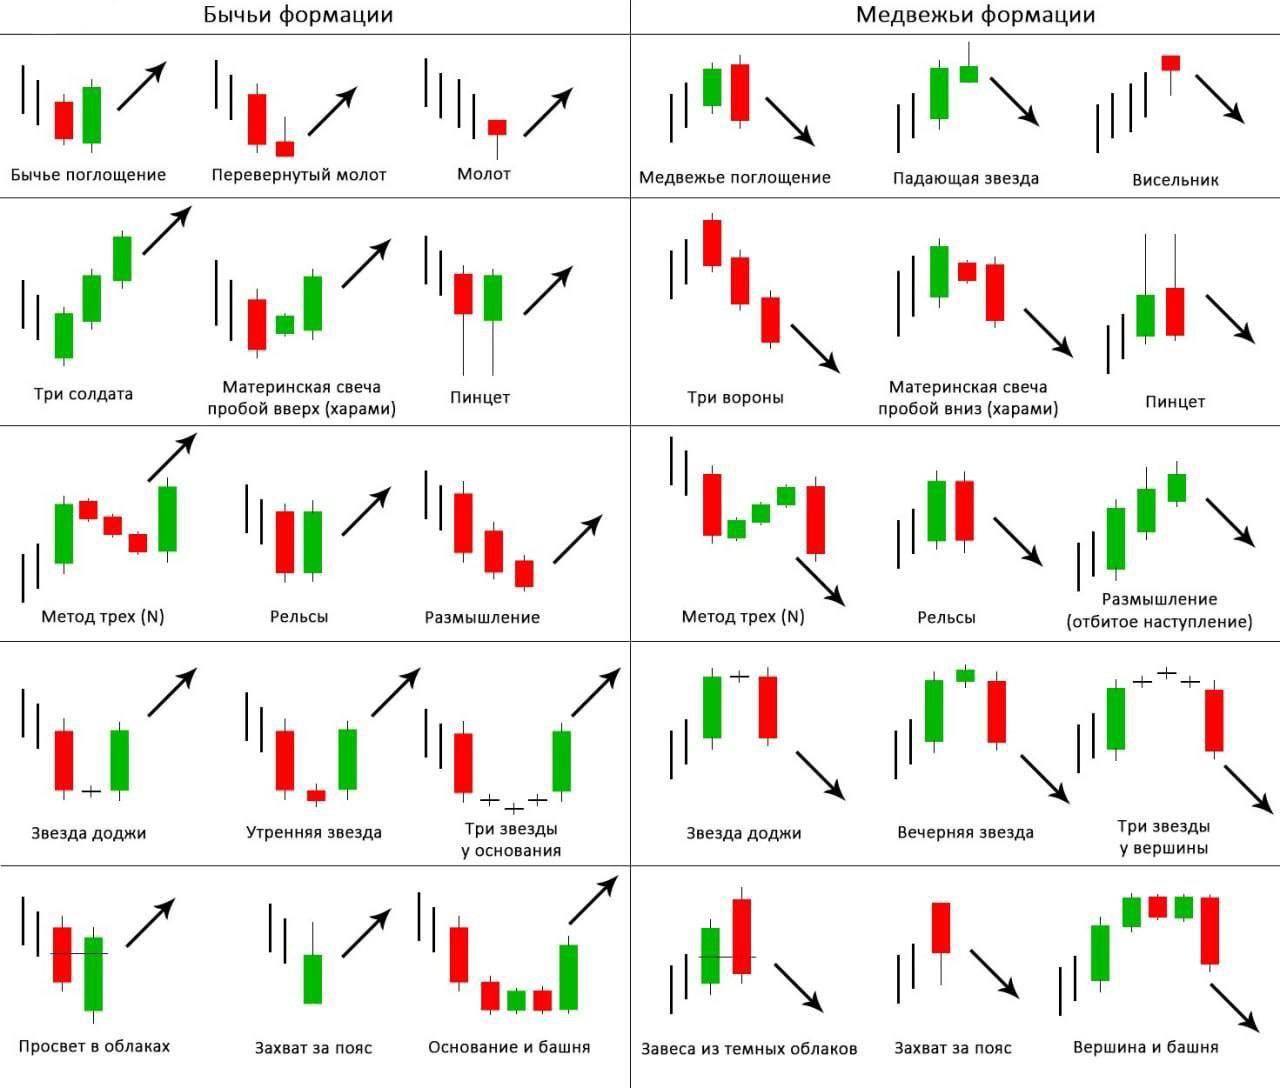 Бычьи формации
Медвежьи формации
Бычье поглощение
Перевернутый молот
Молот
Медвежье поглощение
Падающая звезда
Висельник
Три солдата
Материнская свеча
пробой вверх (харами)
Пинцет
Три вороны
Материнская свеча
пробой вниз (харами)
Пинцет
Метод трех (N)
Рельсы
Размышление
Метод трех (N)
Рельсы
Размышление
(отбитое наступление)
Звезда доджи
Утренняя звезда
Три звезды
у основания
Звезда доджи
Вечерняя звезда
Три звезды
у вершины
Просвет в облаках
Захват за пояс
Основание и башня
Завеса из темных облаков
Захват за пояс
Вершина и башня